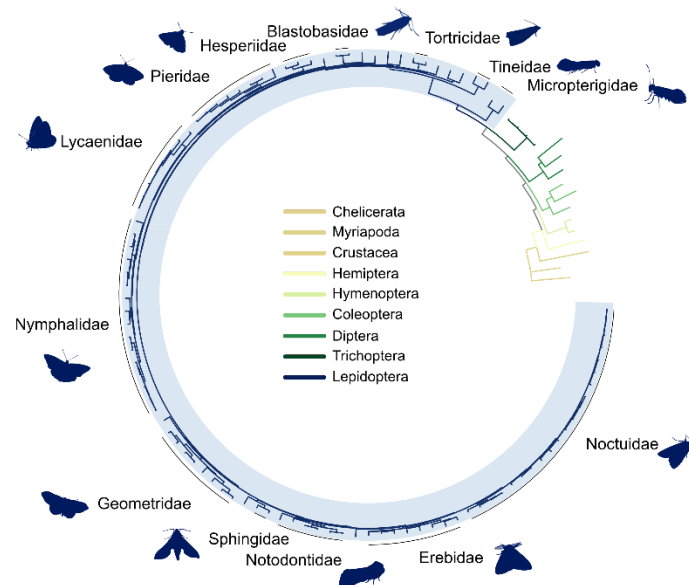 Blastobasidae
Tortricidae
Hesperiidae
Tineidae
Pieridae
Micropterigidae
Lycaenidae
Chelicerata
Myriapoda
Crustacea
Hemiptera
Hymenoptera
Coleoptera
Diptera
Trichoptera
Lepidoptera
Nymphalidae
Noctuidae
Geometridae
Sphingidae
Notodontidae
Erebidae